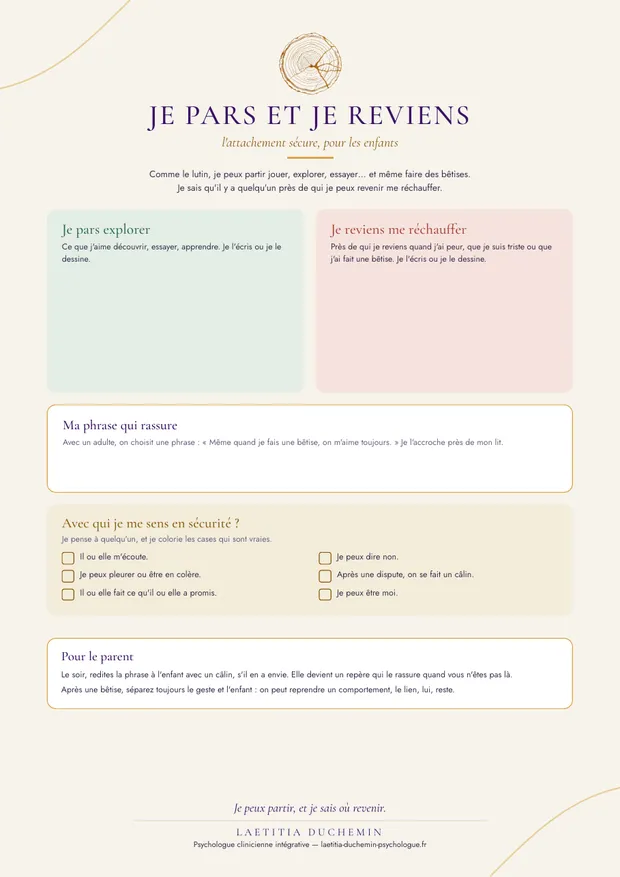 JE PARS ET JE REVIENS
l'attachement sécure, pour les enfants
Comme le lutin, je peux partir jouer, explorer, essayer… et même faire des bêtises.
Je sais qu'il y a quelqu'un près de qui je peux revenir me réchauffer.
Je pars explorer
Ce que j'aime découvrir, essayer, apprendre. Je l'écris ou je le
dessine.
Je reviens me réchauffer
Près de qui je reviens quand j'ai peur, que je suis triste ou que
j'ai fait une bêtise. Je l'écris ou je le dessine.
Ma phrase qui rassure
Avec un adulte, on choisit une phrase : « Même quand je fais une bêtise, on m'aime toujours. » Je l'accroche près de mon lit.
Avec qui je me sens en sécurité ?
Je pense à quelqu'un, et je colorie les cases qui sont vraies.
Il ou elle m'écoute.
Je peux dire non.
Je peux pleurer ou être en colère.
Après une dispute, on se fait un câlin.
Il ou elle fait ce qu'il ou elle a promis.
Je peux être moi.
Pour le parent
Le soir, redites la phrase à l'enfant avec un câlin, s'il en a envie. Elle devient un repère qui le rassure quand vous n'êtes pas là.
Après une bêtise, séparez toujours le geste et l'enfant : on peut reprendre un comportement, le lien, lui, reste.
Je peux partir, et je sais où revenir.
LAETITIA DUCHEMIN
Psychologue clinicienne intégrative — laetitia-duchemin-psychologue.fr